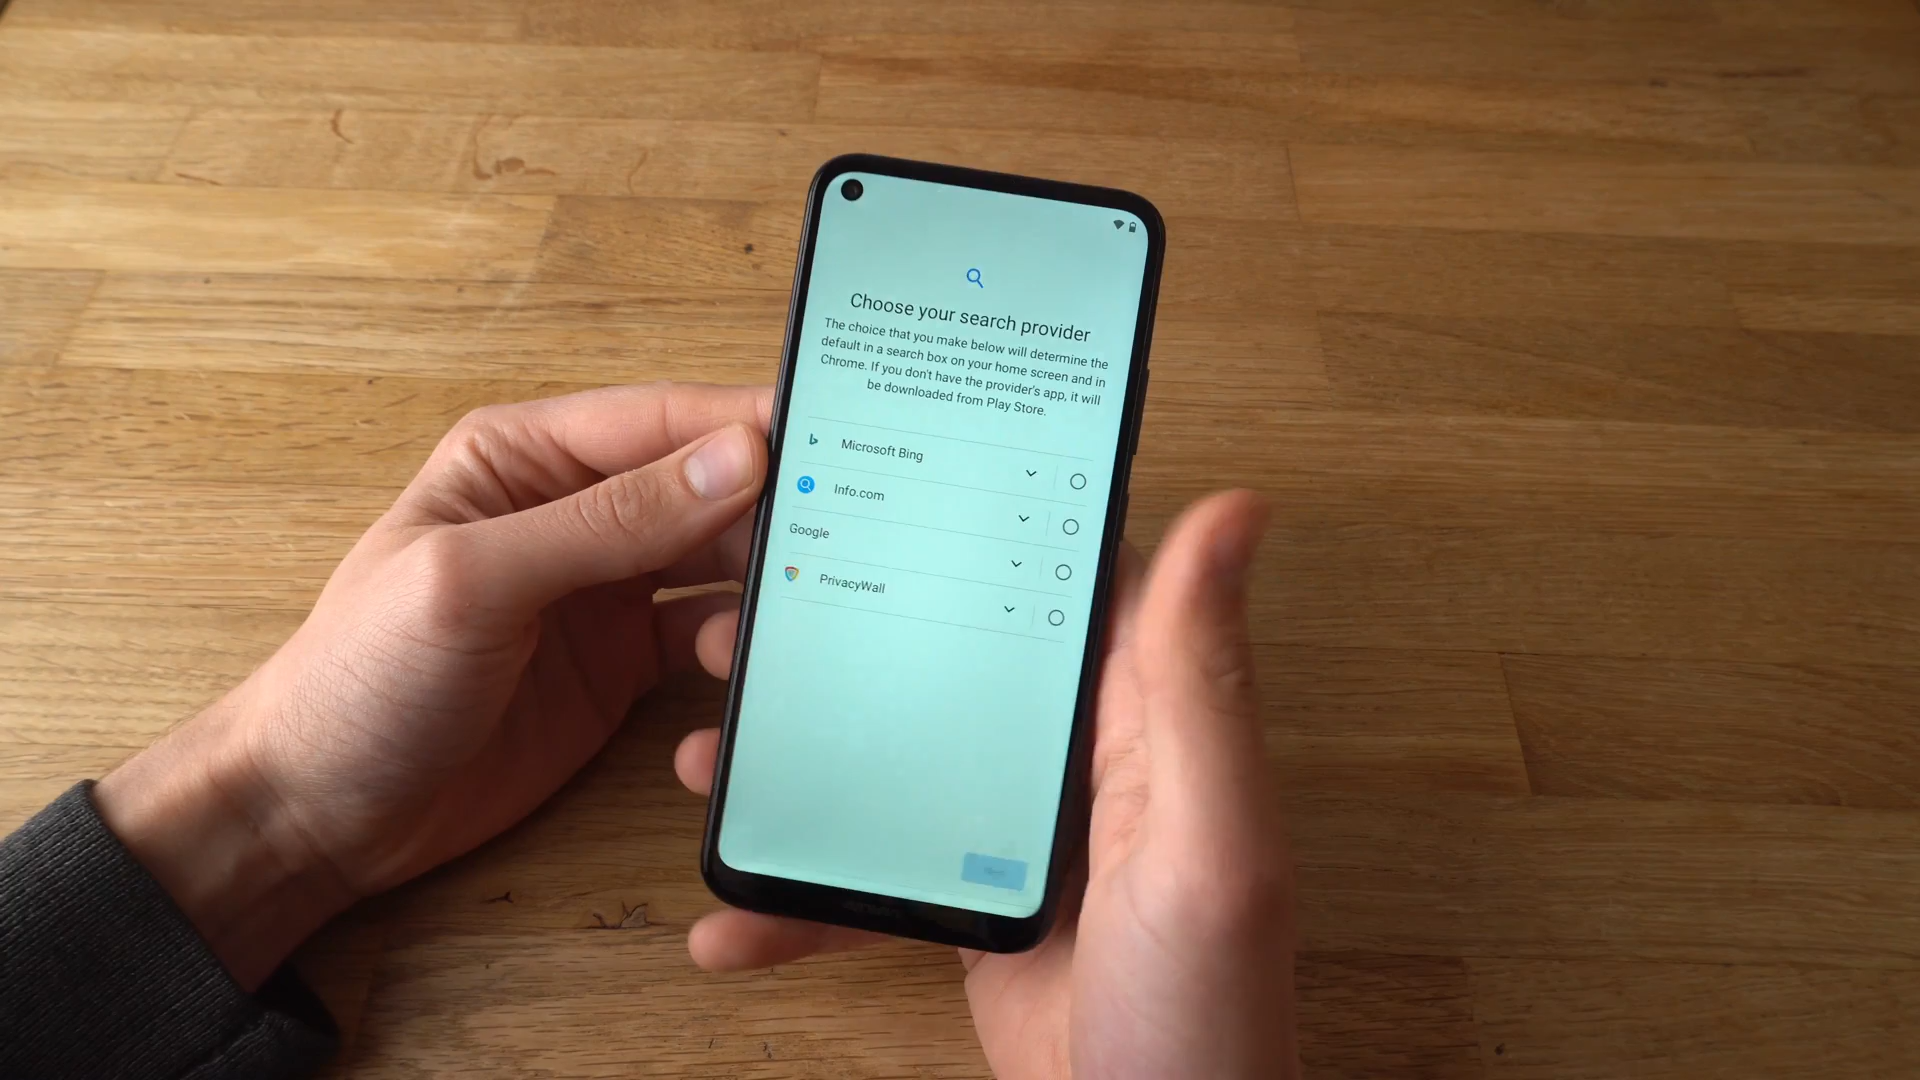 Choose your search provider
The choice that you make below will determine the
default in a search box on your home screen and in
Chrome. If you don't have the provider's app, it will
be downloaded from Play Store.
Microsoft Bing
Info.com
Google
PrivacyWall